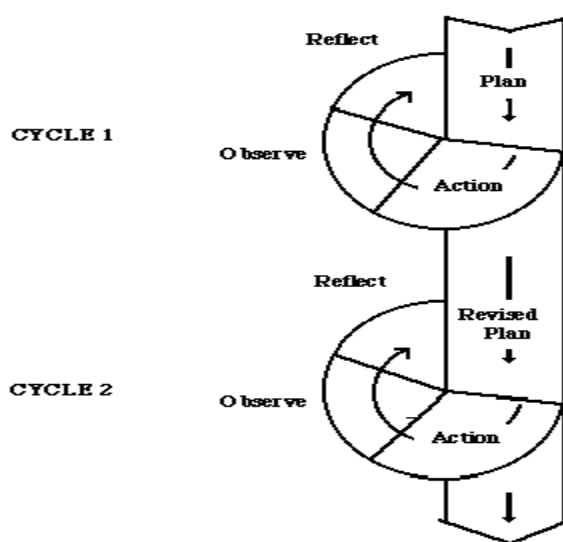 Reflect
Plan
CYCLE 1
Observe
Action
Reflect
Revised
Plan
CYCLE 2
Observe
Action